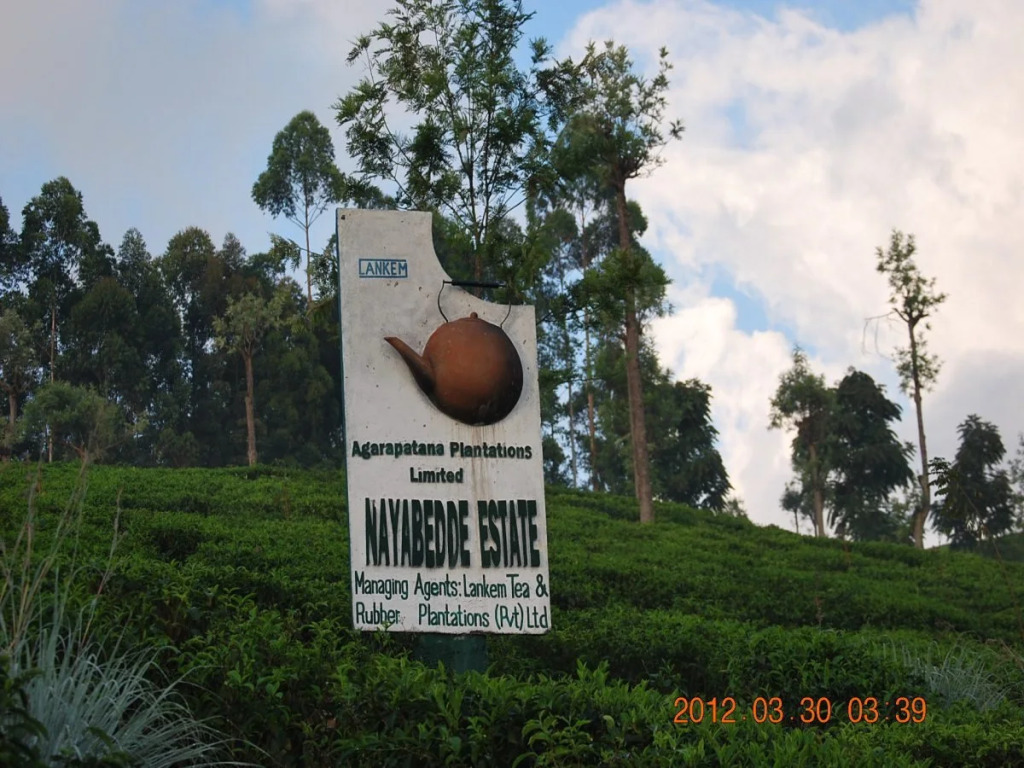 LANKEM
Agarapatana Plantations
Limited
NAYABEDDE ESTATE
Managing Agents: Lankem Tea &
Rubber Plantations (Pvt) Ltd
2012 03 30 03:39